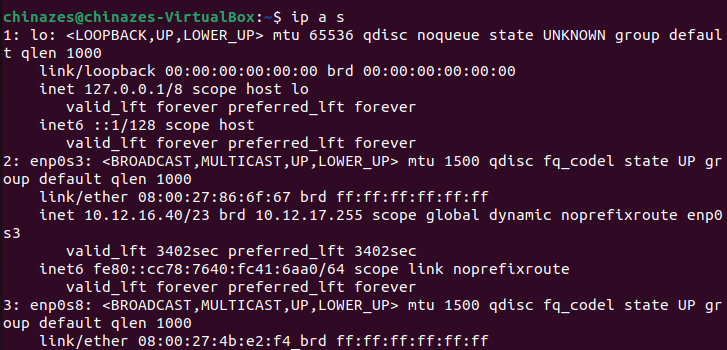 chinazes@chinazes-VirtualBox:~$ ip a s
1: lo: <LOOPBACK,UP,LOWER_UP> mtu 65536 qdisc noqueue state UNKNOWN group defaul
t qlen 1000
    link/loopback 00:00:00:00:00:00 brd 00:00:00:00:00:00
    inet 127.0.0.1/8 scope host lo
       valid_lft forever preferred_lft forever
    inet6 ::1/128 scope host
       valid_lft forever preferred_lft forever
2: enp0s3: <BROADCAST,MULTICAST,UP,LOWER_UP> mtu 1500 qdisc fq_codel state UP gr
oup default qlen 1000
    link/ether 08:00:27:86:6f:67 brd ff:ff:ff:ff:ff:ff
    inet 10.12.16.40/23 brd 10.12.17.255 scope global dynamic noprefixroute enp0
s3
       valid_lft 3402sec preferred_lft 3402sec
    inet6 fe80::cc78:7640:fc41:6aa0/64 scope link noprefixroute
       valid_lft forever preferred_lft forever
3: enp0s8: <BROADCAST,MULTICAST,UP,LOWER_UP> mtu 1500 qdisc fq_codel state UP gr
oup default qlen 1000
    link/ether 08:00:27:4b:e2:f4 brd ff:ff:ff:ff:ff:ff